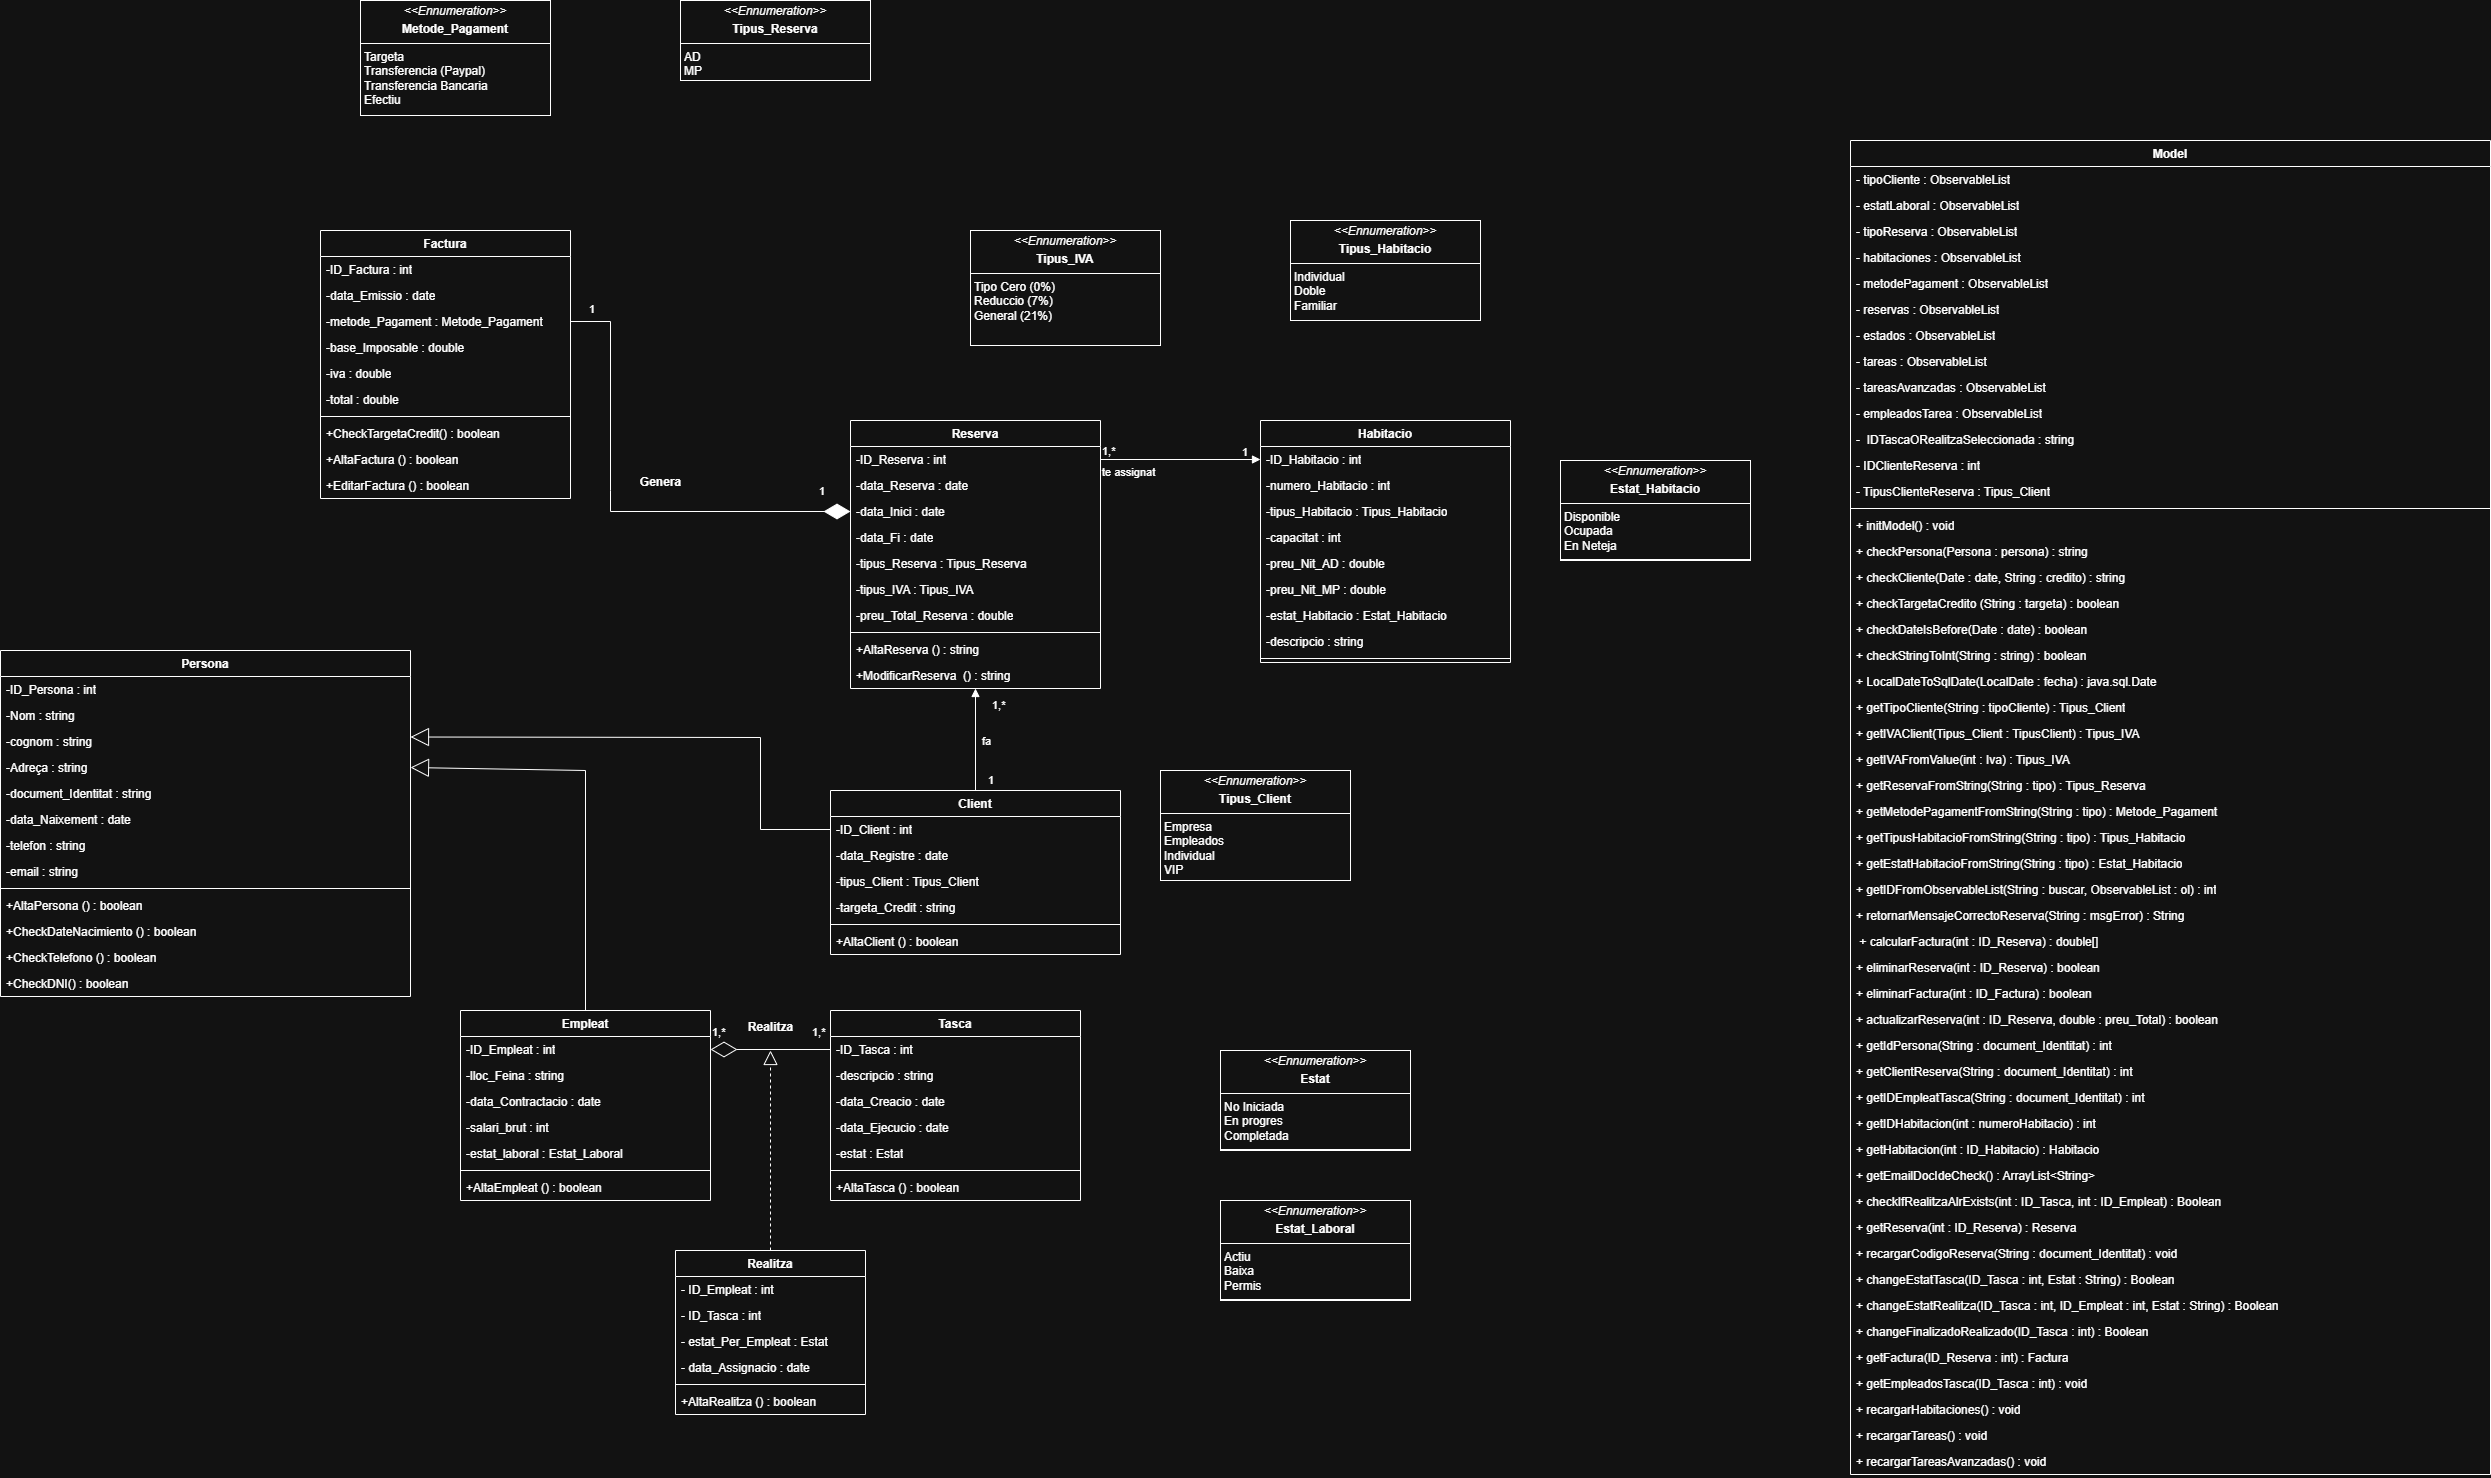 <<Ennumeration>>
Metode_Pagament
Targeta
Transferencia (Paypal)
Transferencia Bancaria
Efectiu
<<Ennumeration>>
Tipus_Reserva
AD
MP
Factura
-ID_Factura : int
-data_Emissio : date
-metode_Pagament : Metode_Pagament
-base_Imposable : double
-iva : double
-total : double
+CheckTargetaCredit() : boolean
+AltaFactura () : boolean
+EditarFactura () : boolean
1
Genera
1
<<Ennumeration>>
Tipus_IVA
Tipo Cero (0%)
Reduccio (7%)
General (21%)
<<Ennumeration>>
Tipus_Habitacio
Individual
Doble
Familiar
Reserva
-ID_Reserva : int
-data_Reserva : date
-data_Inici : date
-data_Fi : date
-tipus_Reserva : Tipus_Reserva
-tipus_IVA : Tipus_IVA
-preu_Total_Reserva : double
+AltaReserva () : string
+ModificarReserva  () : string
1,*
te assignat
1
Habitacio
-ID_Habitacio : int
-numero_Habitacio : int
-tipus_Habitacio : Tipus_Habitacio
-capacitat : int
-preu_Nit_AD : double
-preu_Nit_MP : double
-estat_Habitacio : Estat_Habitacio
-descripcio : string
<<Ennumeration>>
Estat_Habitacio
Disponible
Ocupada
En Neteja
Persona
-ID_Persona : int
-Nom : string
-cognom : string
-Adreça : string
-document_Identitat : string
-data_Naixement : date
-telefon : string
-email : string
+AltaPersona () : boolean
+CheckDateNacimiento () : boolean
+CheckTelefono () : boolean
+CheckDNI() : boolean
1,*
fa
1
Client
-ID_Client : int
-data_Registre : date
-tipus_Client : Tipus_Client
-targeta_Credit : string
+AltaClient () : boolean
<<Ennumeration>>
Tipus_Client
Empresa
Empleados
Individual
VIP
Empleat
-ID_Empleat : int
-lloc_Feina : string
-data_Contractacio : date
-salari_brut : int
-estat_laboral : Estat_Laboral
+AltaEmpleat () : boolean
1,*
Realitza
1,*
Tasca
-ID_Tasca : int
-descripcio : string
-data_Creacio : date
-data_Ejecucio : date
-estat : Estat
+AltaTasca () : boolean
<<Ennumeration>>
Estat
No Iniciada
En progres
Completada
<<Ennumeration>>
Estat_Laboral
Actiu
Baixa
Permis
Realitza
- ID_Empleat : int
- ID_Tasca : int
- estat_Per_Empleat : Estat
- data_Assignacio : date
+AltaRealitza () : boolean
Model
- tipoCliente : ObservableList
- estatLaboral : ObservableList
- tipoReserva : ObservableList
- habitaciones : ObservableList
- metodePagament : ObservableList
- reservas : ObservableList
- estados : ObservableList
- tareas : ObservableList
- tareasAvanzadas : ObservableList
- empleadosTarea : ObservableList
-  IDTascaORealitzaSeleccionada : string
- IDClienteReserva : int
- TipusClienteReserva : Tipus_Client
+ initModel() : void
+ checkPersona(Persona : persona) : string
+ checkCliente(Date : date, String : credito) : string
+ checkTargetaCredito (String : targeta) : boolean
+ checkDateIsBefore(Date : date) : boolean
+ checkStringToInt(String : string) : boolean
+ LocalDateToSqlDate(LocalDate : fecha) : java.sql.Date
+ getTipoCliente(String : tipoCliente) : Tipus_Client
+ getIVAClient(Tipus_Client : TipusClient) : Tipus_IVA
+ getIVAFromValue(int : Iva) : Tipus_IVA
+ getReservaFromString(String : tipo) : Tipus_Reserva
+ getMetodePagamentFromString(String : tipo) : Metode_Pagament
+ getTipusHabitacioFromString(String : tipo) : Tipus_Habitacio
+ getEstatHabitacioFromString(String : tipo) : Estat_Habitacio
+ getIDFromObservableList(String : buscar, ObservableList : ol) : int
+ retornarMensajeCorrectoReserva(String : msgError) : String
+ calcularFactura(int : ID_Reserva) : double[]
+ eliminarReserva(int : ID_Reserva) : boolean
+ eliminarFactura(int : ID_Factura) : boolean
+ actualizarReserva(int : ID_Reserva, double : preu_Total) : boolean
+ getIdPersona(String : document_Identitat) : int
+ getClientReserva(String : document_Identitat) : int
+ getIDEmpleatTasca(String : document_Identitat) : int
+ getIDHabitacion(int : numeroHabitacio) : int
+ getHabitacion(int : ID_Habitacio) : Habitacio
+ getEmailDocIdeCheck() : ArrayList<String>
+ checkIfRealitzaAlrExists(int : ID_Tasca, int : ID_Empleat) : Boolean
+ getReserva(int : ID_Reserva) : Reserva
+ recargarCodigoReserva(String : document_Identitat) : void
+ changeEstatTasca(ID_Tasca : int, Estat : String) : Boolean
+ changeEstatRealitza(ID_Tasca : int, ID_Empleat : int, Estat : String) : Boolean
+ changeFinalizadoRealizado(ID_Tasca : int) : Boolean
+ getFactura(ID_Reserva : int) : Factura
+ getEmpleadosTasca(ID_Tasca : int) : void
+ recargarHabitaciones() : void
+ recargarTareas() : void
+ recargarTareasAvanzadas() : void